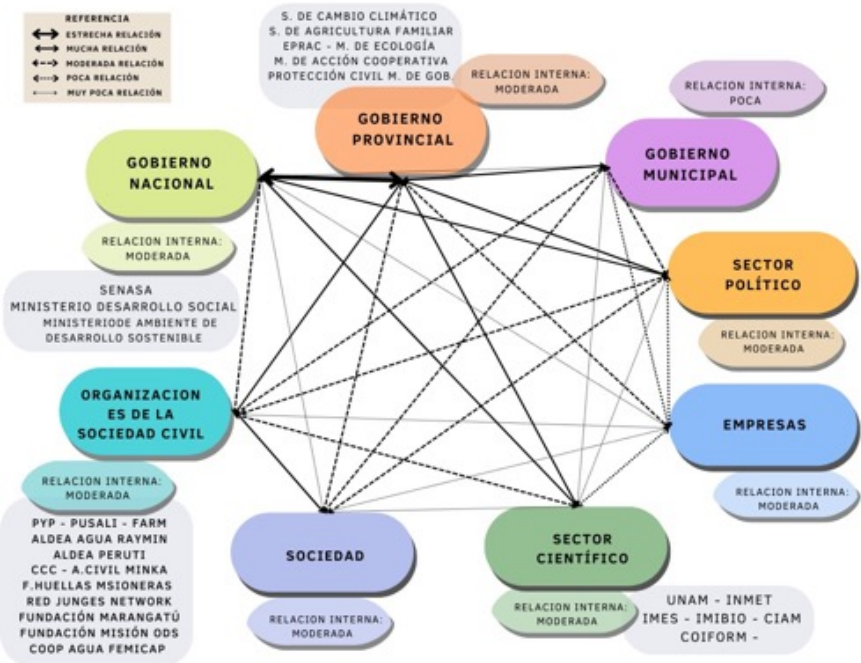 REFERENCIA
ESTRECHA RELACIÓN
MUCHA RELACIÓN
MODERADA RELACIÓN
POCA RELACIÓN
MUY POCA RELACIÓN
S. DE CAMBIO CLIMÁTICO
S. DE AGRICULTURA FAMILIAR
EPRAC - M. DE ECOLOGÍA
M. DE ACCIÓN COOPERATIVA
PROTECCIÓN CIVIL M. DE GOB.
RELACION INTERNA:
MODERADA
GOBIERNO
PROVINCIAL
RELACION INTERNA:
POCA
GOBIERNO
MUNICIPAL
GOBIERNO
NACIONAL
RELACION INTERNA:
MODERADA
SENASA
MINISTERIO DESARROLLO SOCIAL
MINISTERIODE AMBIENTE DE
DESARROLLO SOSTENIBLE
SECTOR
POLÍTICO
RELACION INTERNA:
MODERADA
ORGANIZACION
ES DE LA
SOCIEDAD CIVIL
RELACION INTERNA:
MODERADA
PYP - PUSALI - FARM
ALDEA AGUA RAYMIN
ALDEA PERUTI
CCC - A.CIVIL MINKA
F.HUELLAS MSIONERAS
RED JUNGES NETWORK
FUNDACIÓN MARANGATÚ
FUNDACIÓN MISIÓN ODS
COOP AGUA FEMICAP
EMPRESAS
RELACION INTERNA:
MODERADA
SOCIEDAD
RELACION INTERNA:
MODERADA
SECTOR
CIENTÍFICO
RELACION INTERNA:
MODERADA
UNAM - INMET
IMES - IMIBIO - CIAM
COIFORM -